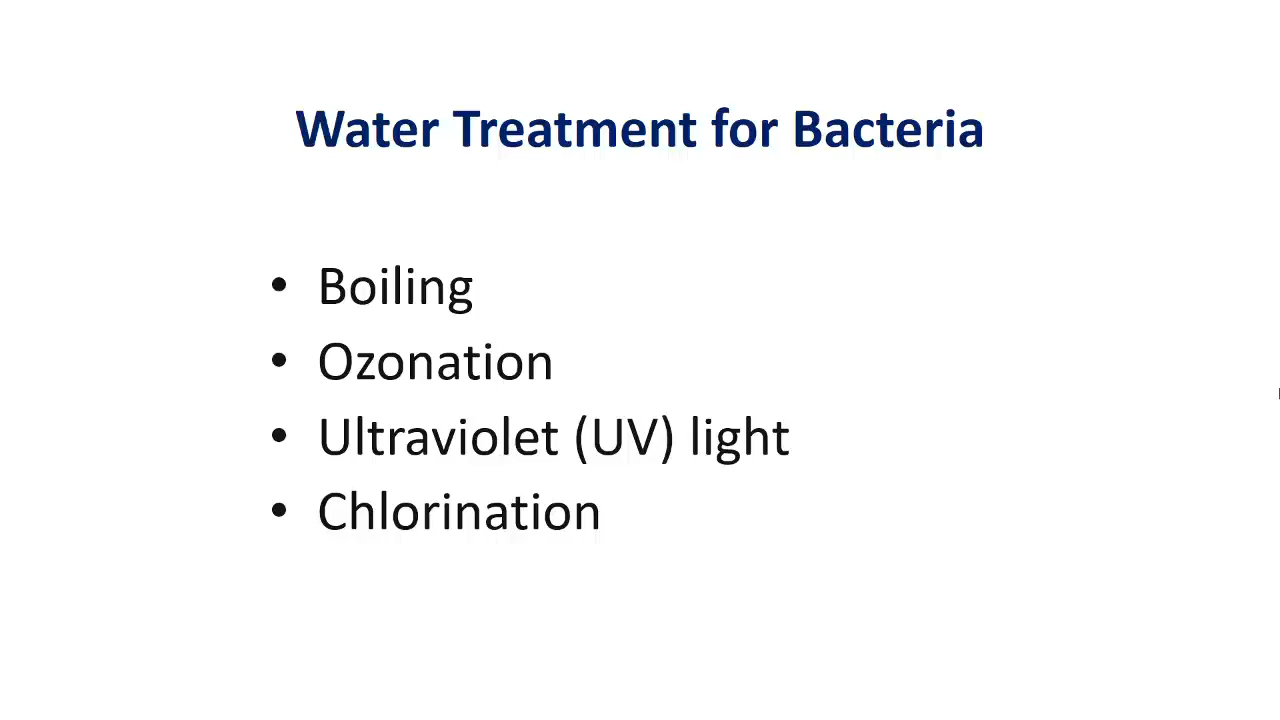 Water Treatment for Bacteria
• Boiling
• Ozonation
• Ultraviolet (UV) light
• Chlorination